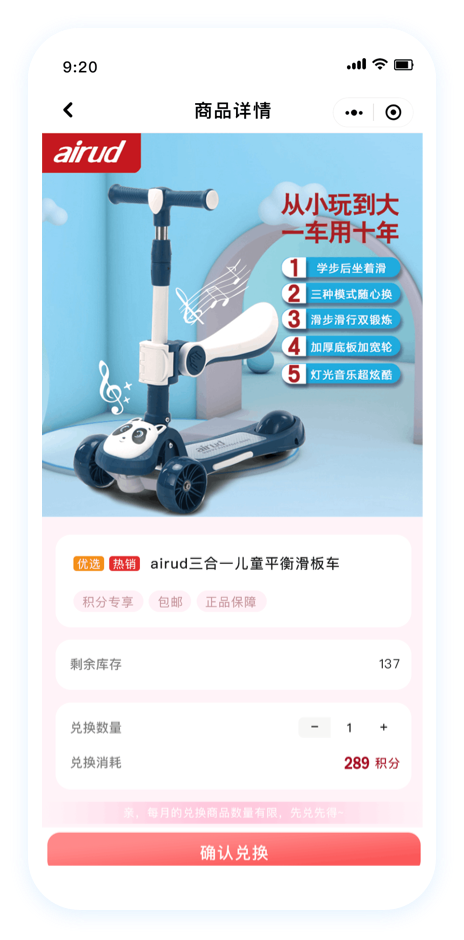 9:20
商品详情
airud
从小玩到大
一车用十年
1 学步后坐着滑
2 三种模式随心换
3 滑步滑行双锻炼
4 加厚底板加宽轮
5 灯光音乐超炫酷
airud
优选 热销 airud三合一儿童平衡滑板车
积分专享 包邮 正品保障
剩余库存 137
兑换数量 - 1 +
兑换消耗 289 积分
家，每月的兑换商品数量有限，先兑先得~
确认兑换